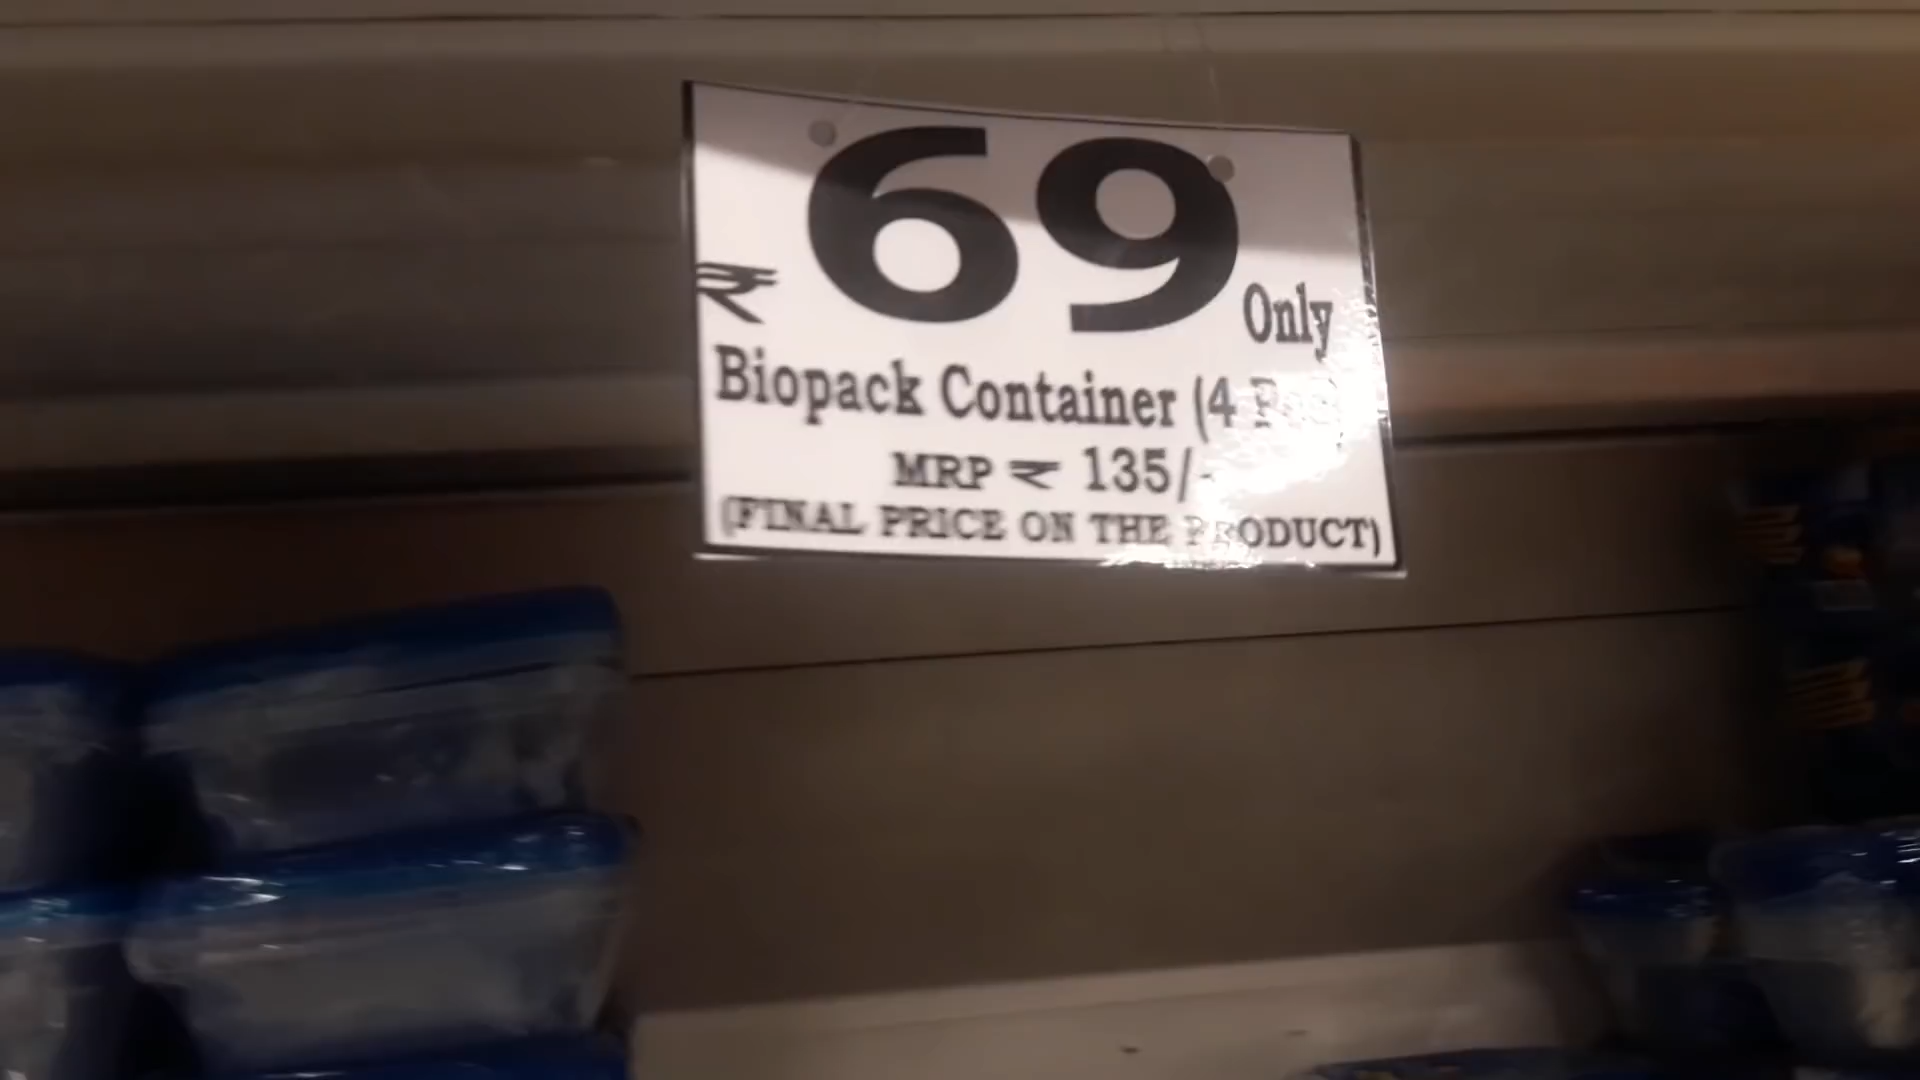 ₹ 69 Only
Biopack Container (4
MRP ₹ 135/-
(FINAL PRICE ON THE PRODUCT)